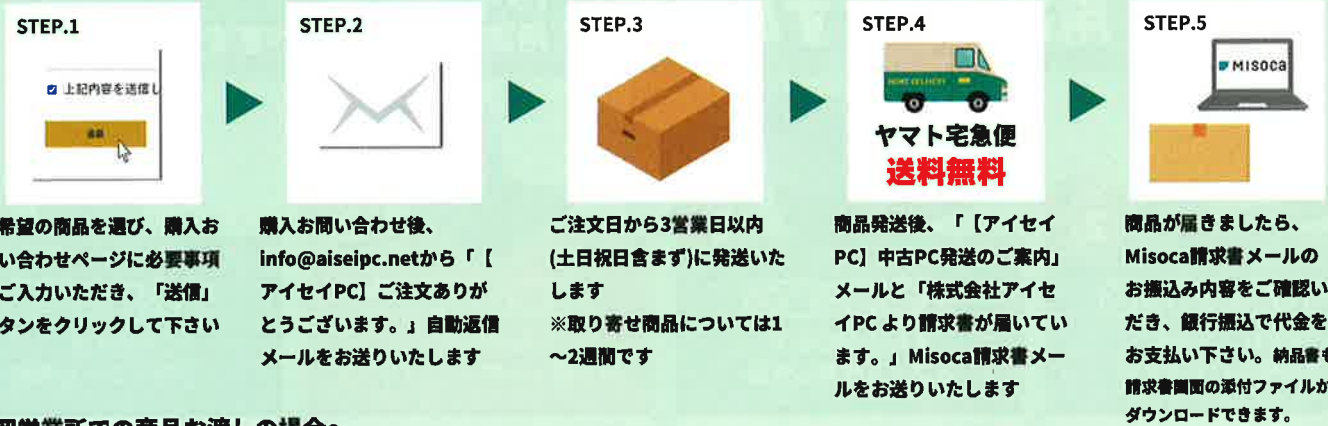 STEP.1
上記内容を送信し
希望の商品を選び、購入お
い合わせページに必要事項
ご入力いただき、「送信」
タンをクリックして下さい
STEP.2
購入お問い合わせ後、
info@aiseipc.netから「【
アイセイPC】ご注文ありが
とうございます。」自動返信
メールをお送りいたします
STEP.3
ご注文日から3営業日以内
(土日祝日含まず)に発送いた
します
※取り寄せ商品については1
～2週間です
STEP.4
HOME DELIVERY
ヤマト宅急便
送料無料
商品発送後、「【アイセイ
PC】中古PC発送のご案内」
メールと「株式会社アイセ
イPC より請求書が届いてい
ます。」Misoca請求書メー
ルをお送りいたします
STEP.5
MISOCA
商品が届きましたら、
Misoca請求書メールの
お振込み内容をご確認い
だき、銀行振込で代金を
お支払い下さい。納品書も
請求書画面の添付ファイルか
ダウンロードできます。
営業所での商品お渡しの場合